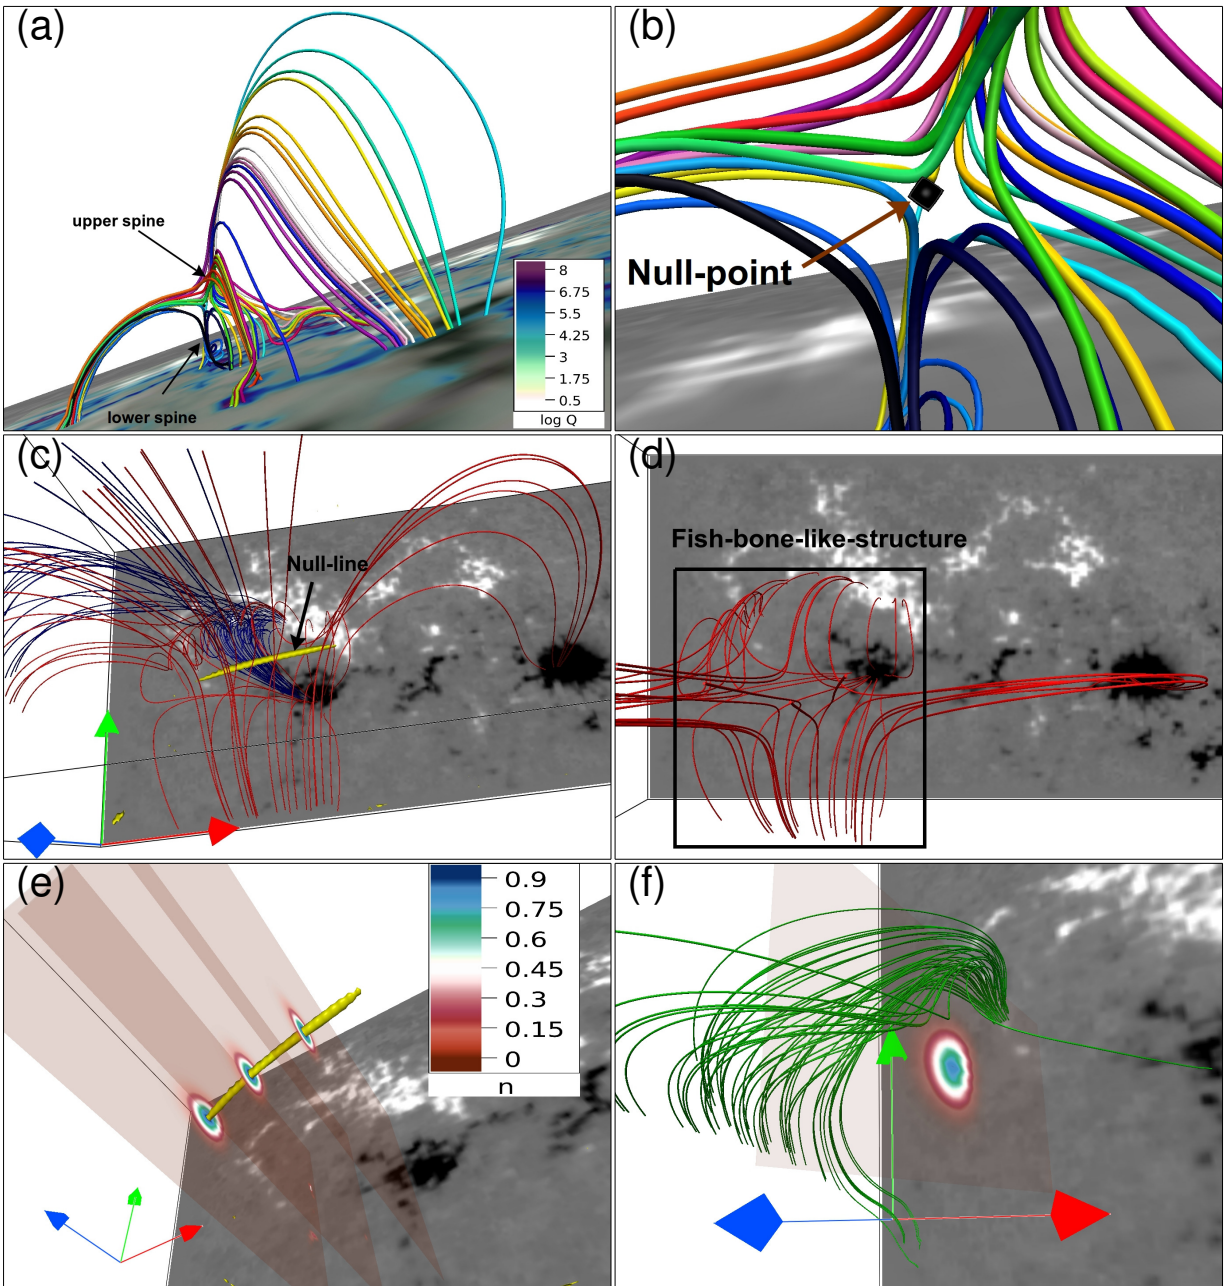 (a)
upper spine
lower spine
8
6.75
5.5
4.25
3
1.75
0.5
log Q
(b)
Null-point
(c)
Null-line
(d)
Fish-bone-like-structure
(e)
0.9
0.75
0.6
0.45
0.3
0.15
0
n
(f)